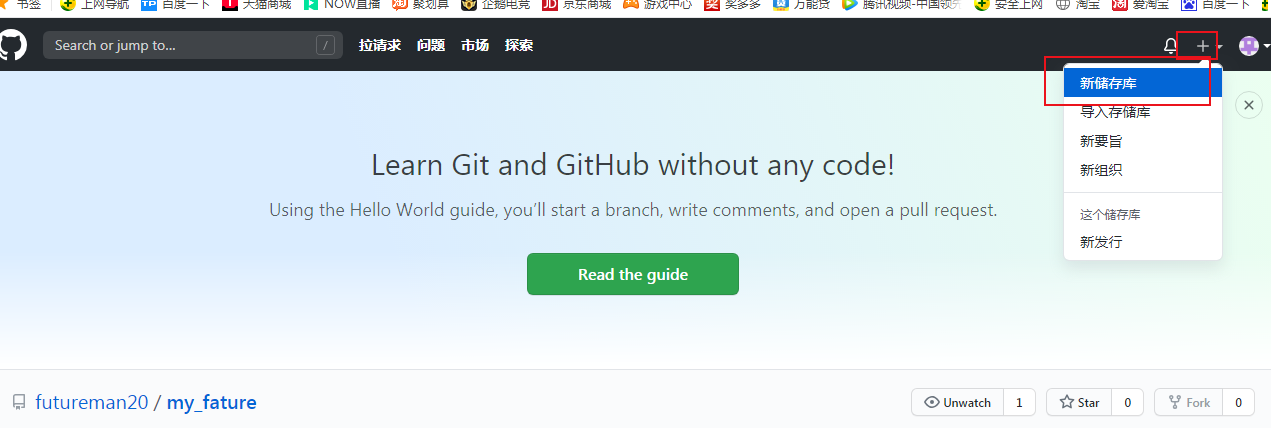 书签 上网导航 百度一下 天猫商城 NOW直播 聚划算 企鹅电竞 京东商城 游戏中心 奖多多 万能贷 腾讯视频-中国领先 安全上网 淘宝 爱淘宝 百度一下
Search or jump to... / 拉请求 问题 市场 探索
新储存库
导入存储库
新要旨
新组织
这个储存库
新发行
Learn Git and GitHub without any code!
Using the Hello World guide, you’ll start a branch, write comments, and open a pull request.
Read the guide
futureman20 / my_fature Unwatch 1 Star 0 Fork 0